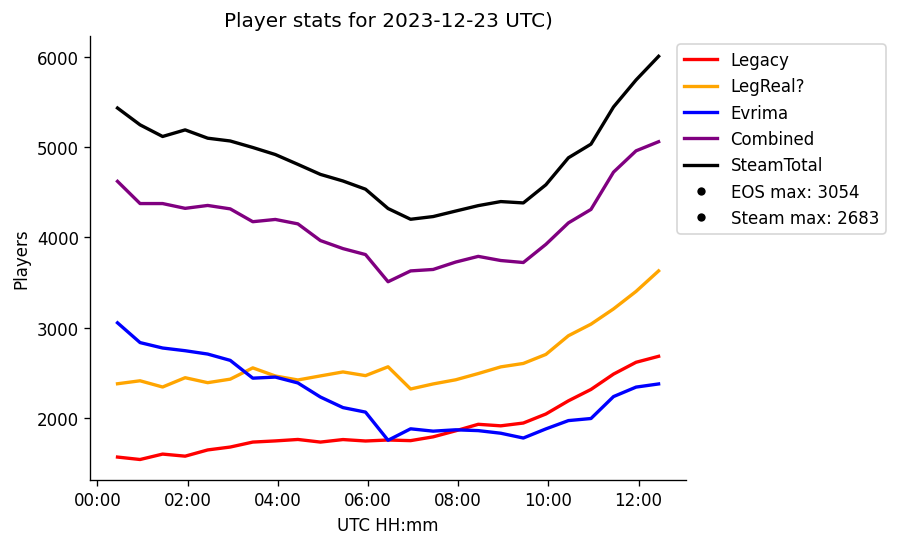 Player stats for 2023-12-23 UTC)
6000
5000
4000
3000
2000
Players
00:00 02:00 04:00 06:00 08:00 10:00 12:00
UTC HH:mm
Legacy
LegReal?
Evrima
Combined
SteamTotal
EOS max: 3054
Steam max: 2683